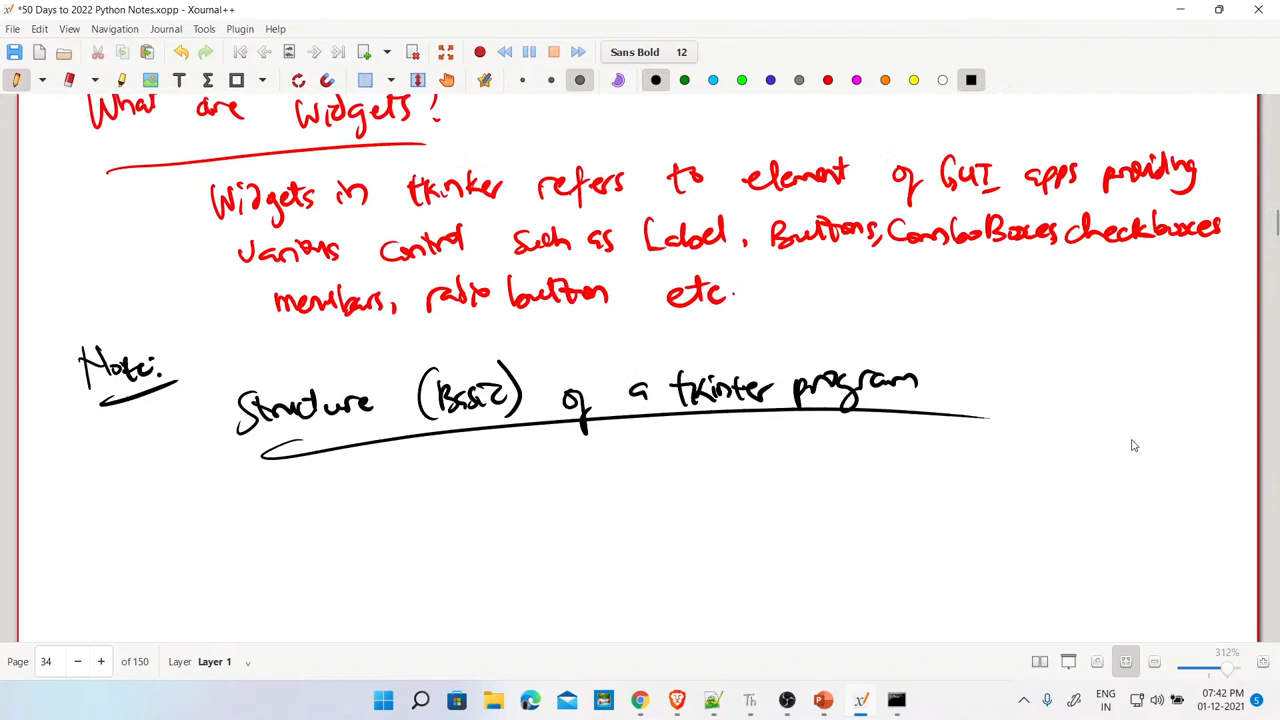 *50 Days to 2022 Python Notes.xopp - Xournal++
File Edit View Navigation Journal Tools Plugin Help
Sans Bold 12
What are Widgets?
Widgets in tkinker refers to element of GUI apps providing
various control such as Label, Buttons, ComboBoxes checkboxes
members, radio button etc.
Note:
Structure (Basic) of a tkinter program
Page 34 of 150 Layer Layer 1 312%
ENG IN 07:42 PM 01-12-2021 5